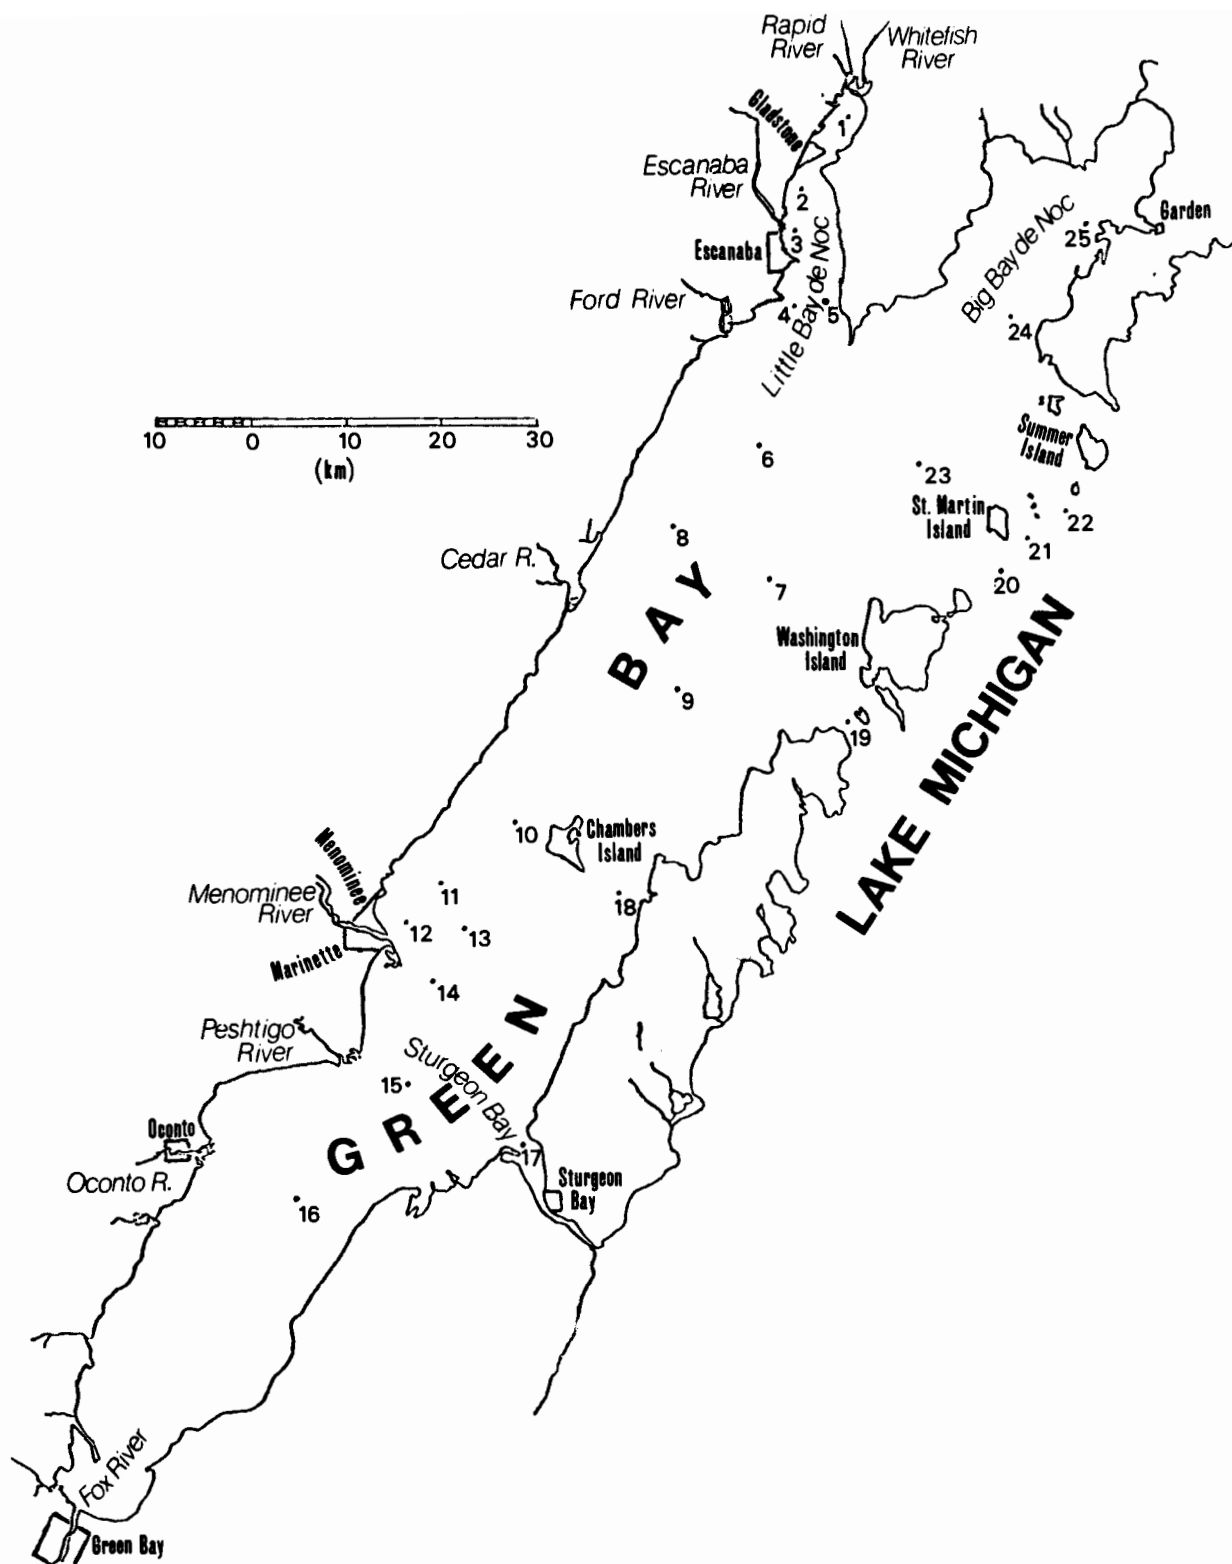 Rapid
River
Whitefish
River
Gladstone
1
Escanaba
River
2
3
Escanaba
Little Bay de Noc
Big Bay de Noc
25
Garden
Ford River
4
5
24
10 0 10 20 30
(km)
6
23
Summer
Island
St. Martin
Island
22
21
8
Cedar R.
7
20
BAY
Washington
Island
9
19
LAKE MICHIGAN
10
Chambers
Island
Menominee
Menominee
River
11
18
12
13
Marinette
14
Peshtigo
River
Sturgeon Bay
15
GREEN
Oconto
17
Oconto R.
Sturgeon
Bay
16
Fox River
Green Bay